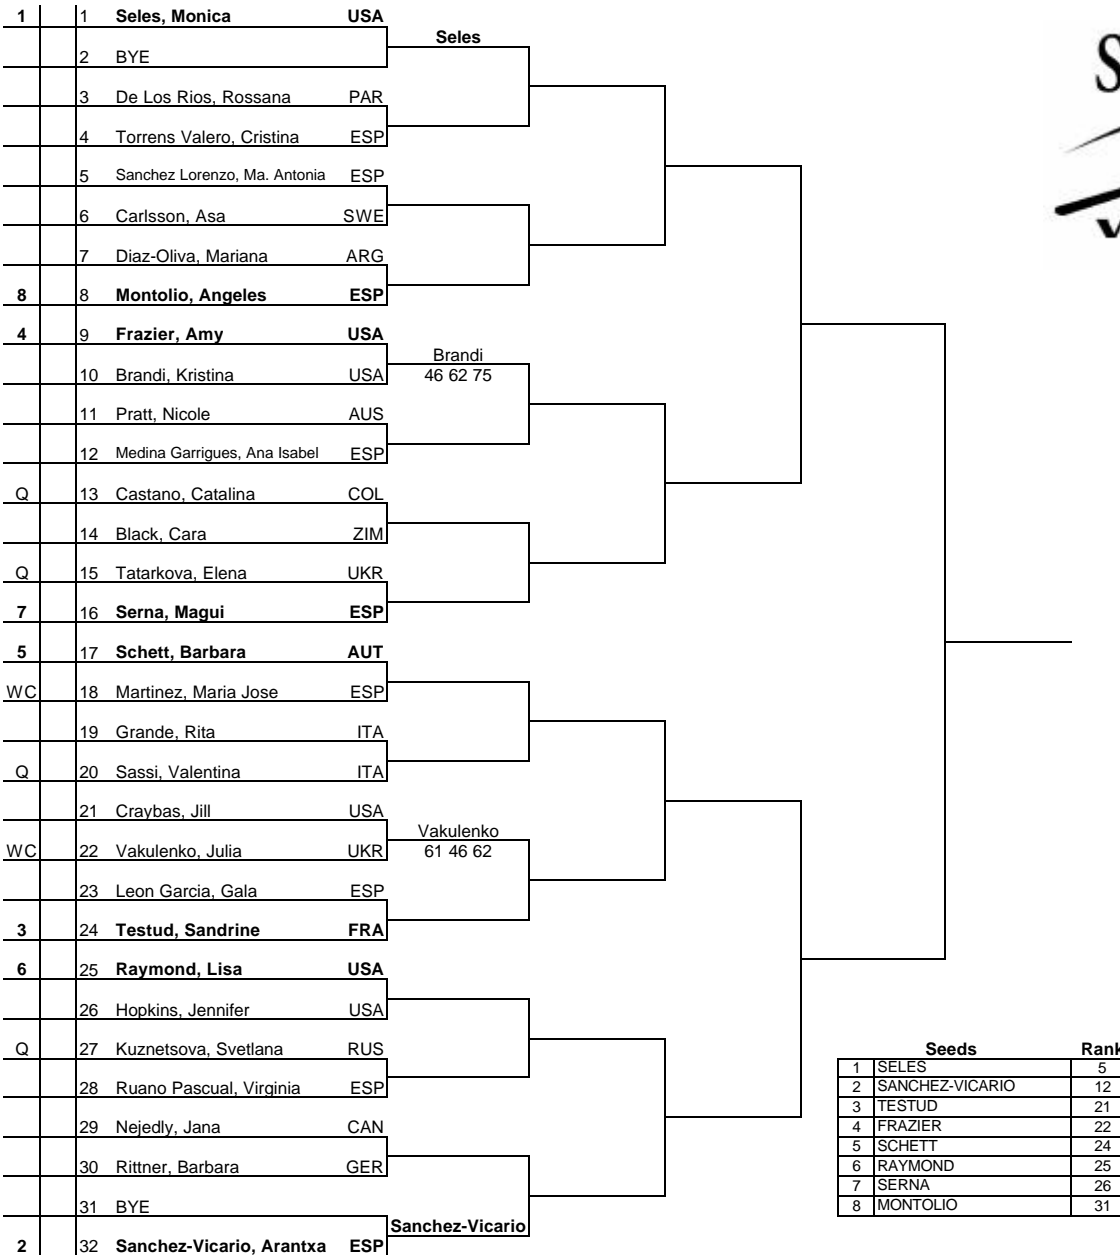 1 1 Seles, Monica USA
Seles
2 BYE
3 De Los Rios, Rossana PAR
4 Torrens Valero, Cristina ESP
5 Sanchez Lorenzo, Ma. Antonia ESP
6 Carlsson, Asa SWE
7 Diaz-Oliva, Mariana ARG
8 8 Montolio, Angeles ESP
4 9 Frazier, Amy USA
Brandi
10 Brandi, Kristina USA 46 62 75
11 Pratt, Nicole AUS
12 Medina Garrigues, Ana Isabel ESP
Q 13 Castano, Catalina COL
14 Black, Cara ZIM
Q 15 Tatarkova, Elena UKR
7 16 Serna, Magui ESP
5 17 Schett, Barbara AUT
WC 18 Martinez, Maria Jose ESP
19 Grande, Rita ITA
Q 20 Sassi, Valentina ITA
21 Craybas, Jill USA
Vakulenko
WC 22 Vakulenko, Julia UKR 61 46 62
23 Leon Garcia, Gala ESP
3 24 Testud, Sandrine FRA
6 25 Raymond, Lisa USA
26 Hopkins, Jennifer USA
Q 27 Kuznetsova, Svetlana RUS
28 Ruano Pascual, Virginia ESP
29 Nejedly, Jana CAN
30 Rittner, Barbara GER
31 BYE
Sanchez-Vicario
2 32 Sanchez-Vicario, Arantxa ESP
Seeds Rank
1 SELES 5
2 SANCHEZ-VICARIO 12
3 TESTUD 21
4 FRAZIER 22
5 SCHETT 24
6 RAYMOND 25
7 SERNA 26
8 MONTOLIO 31